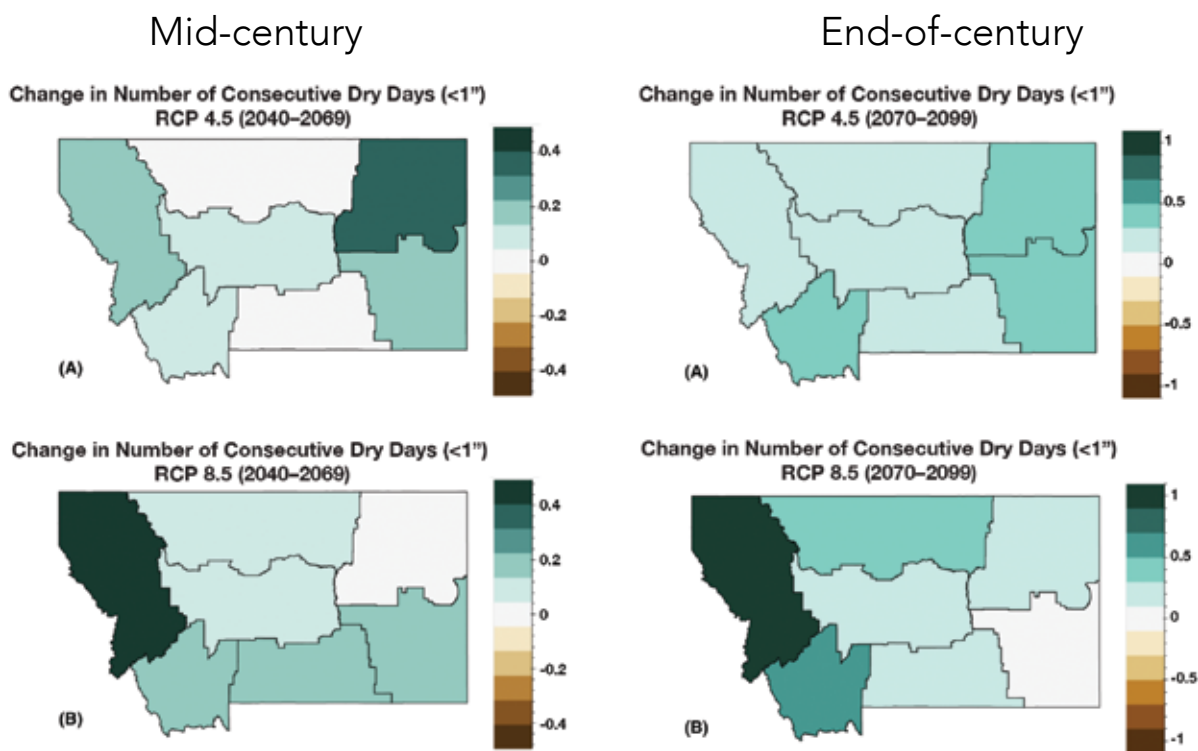 Mid-century
End-of-century
Change in Number of Consecutive Dry Days (<1”)
RCP 4.5 (2040–2069)
0.4
0.2
0
-0.2
-0.4
(A)
Change in Number of Consecutive Dry Days (<1”)
RCP 4.5 (2070–2099)
1
0.5
0
-0.5
-1
(A)
Change in Number of Consecutive Dry Days (<1”)
RCP 8.5 (2040–2069)
0.4
0.2
0
-0.2
-0.4
(B)
Change in Number of Consecutive Dry Days (<1”)
RCP 8.5 (2070–2099)
1
0.5
0
-0.5
-1
(B)